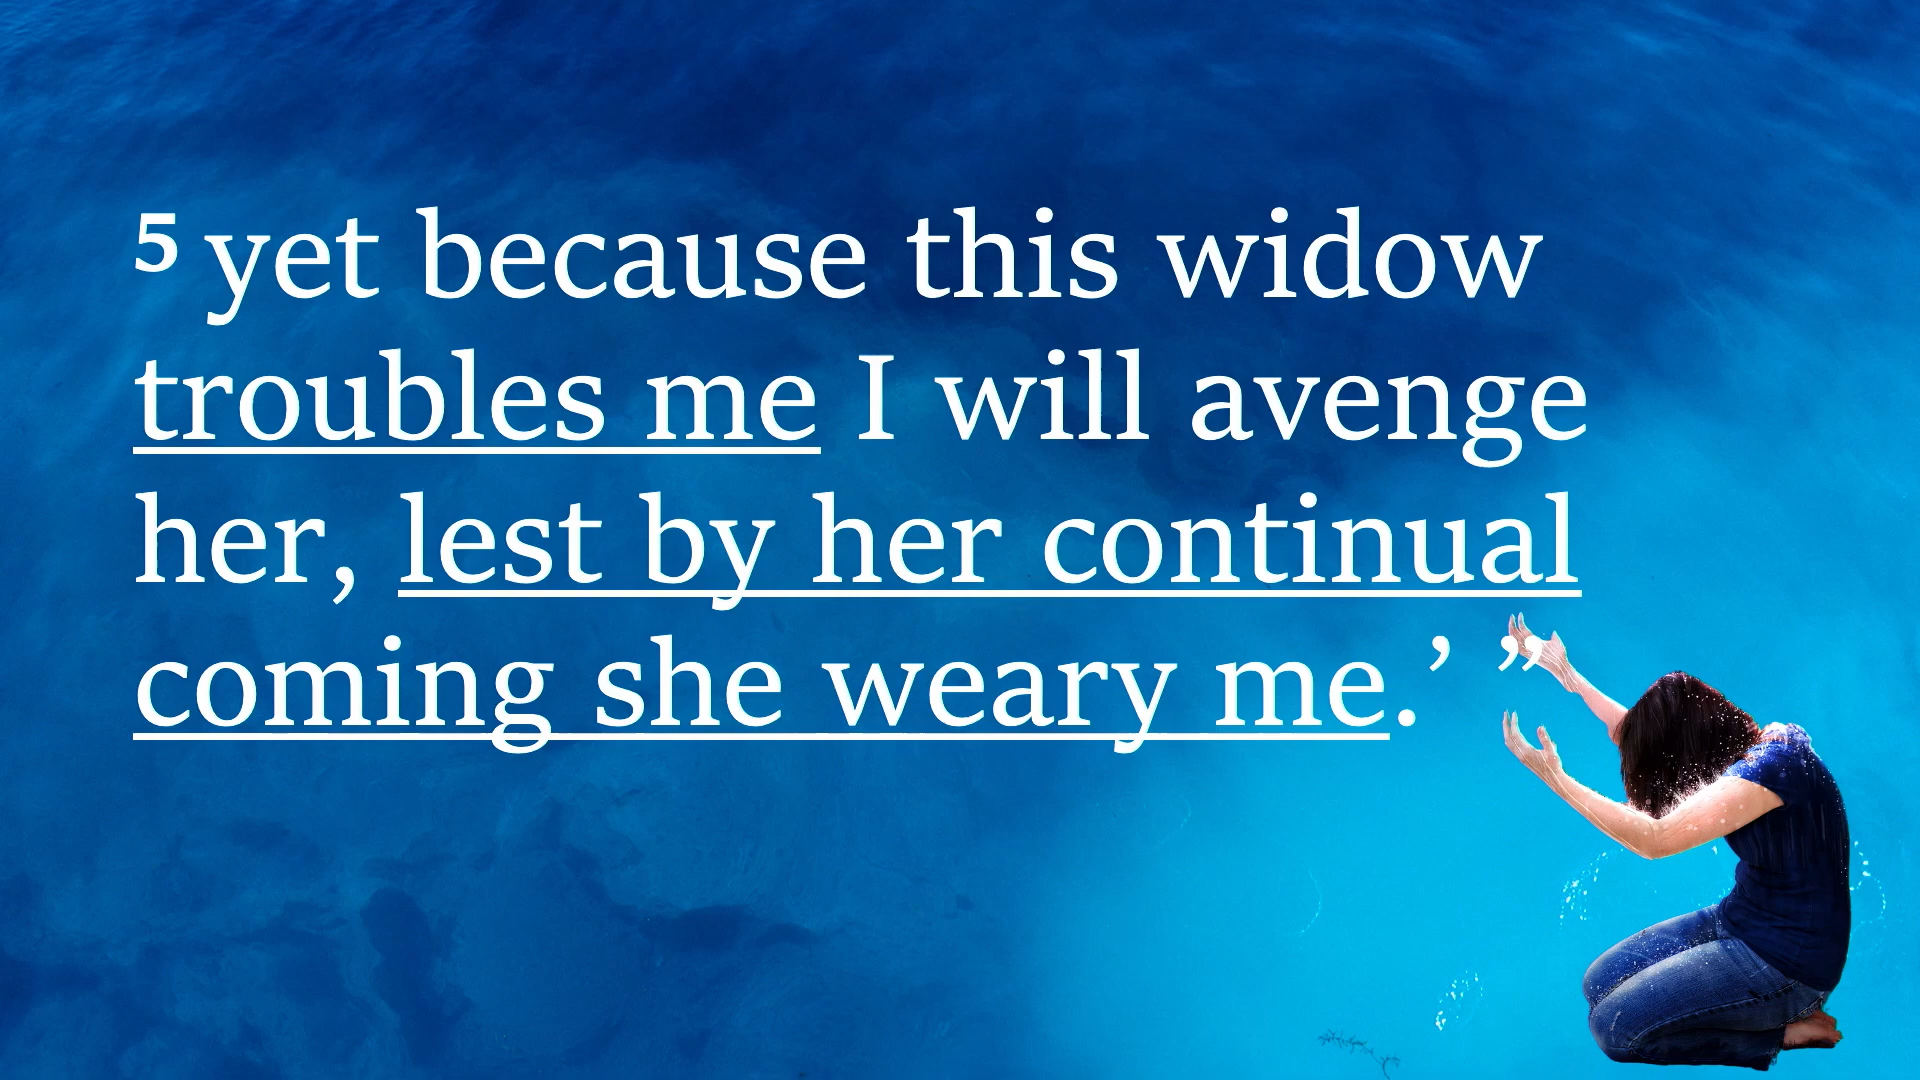 5 yet because this widow
troubles me I will avenge
her, lest by her continual
coming she weary me.’ ”